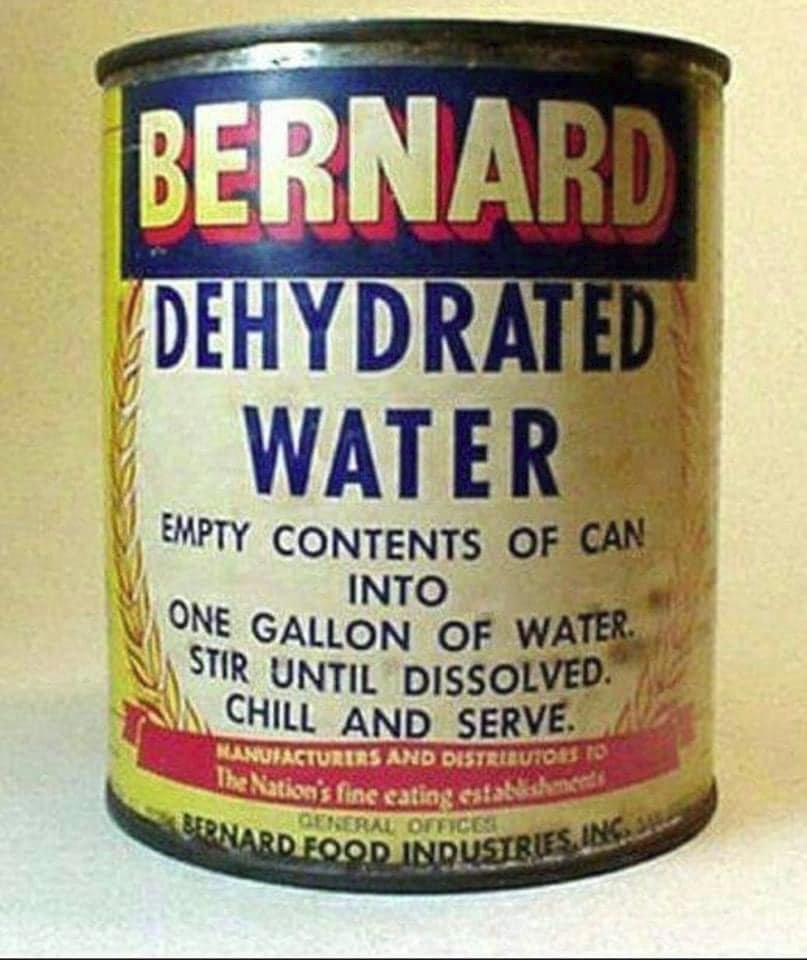 BERNARD
DEHYDRATED
WATER
EMPTY CONTENTS OF CAN
INTO
ONE GALLON OF WATER.
STIR UNTIL DISSOLVED.
CHILL AND SERVE.
MANUFACTURERS AND DISTRIBUTORS TO
The Nation's fine eating establishments
GENERAL OFFICES
BERNARD FOOD INDUSTRIES, INC.